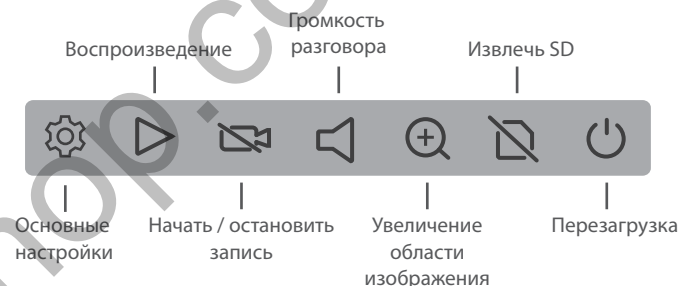 Громкость
разговора
Воспроизведение
Извлечь SD
Основные
настройки
Начать / остановить
запись
Увеличение
области
изображения
Перезагрузка